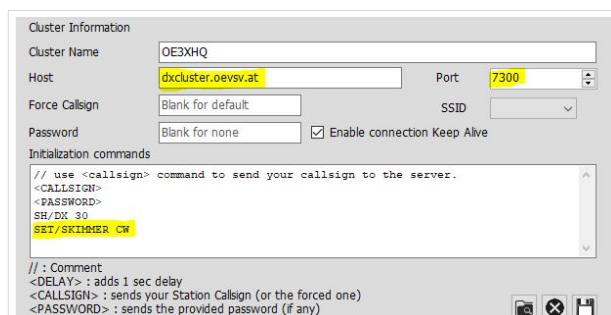 Cluster Information
Cluster Name OE3XHQ
Host dxcluster.oevsv.at Port 7300
Force Callsign Blank for default SSID
Password Blank for none Enable connection Keep Alive
Initialization commands
// use <callsign> command to send your callsign to the server.
<CALLSIGN>
<PASSWORD>
SH/DX 30
SET/SKIMMER CW
// : Comment
<DELAY> : adds 1 sec delay
<CALLSIGN> : sends your Station Callsign (or the forced one)
<PASSWORD> : sends the provided password (if any)